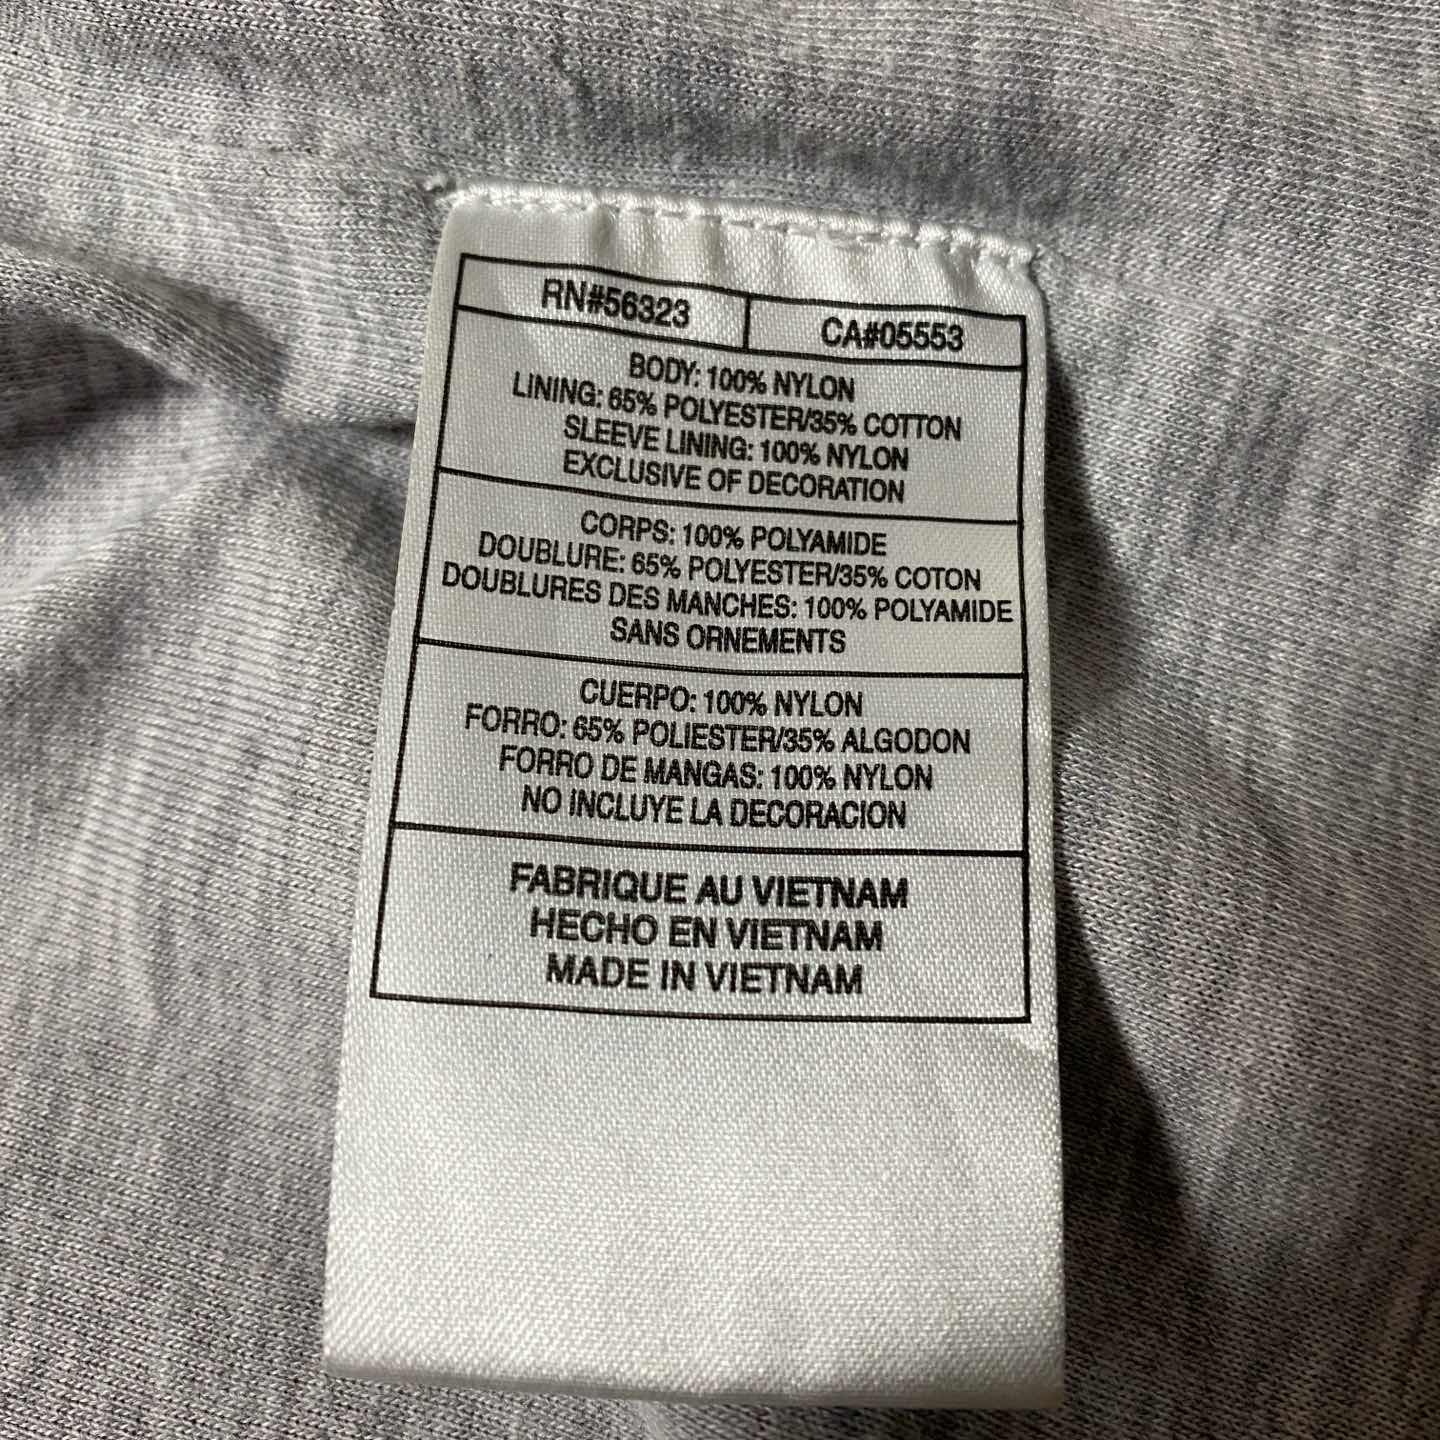 RN#56323 CA#05553
BODY: 100% NYLON
LINING: 65% POLYESTER/35% COTTON
SLEEVE LINING: 100% NYLON
EXCLUSIVE OF DECORATION
CORPS: 100% POLYAMIDE
DOUBLURE: 65% POLYESTER/35% COTON
DOUBLURES DES MANCHES: 100% POLYAMIDE
SANS ORNEMENTS
CUERPO: 100% NYLON
FORRO: 65% POLIESTER/35% ALGODON
FORRO DE MANGAS: 100% NYLON
NO INCLUYE LA DECORACION
FABRIQUE AU VIETNAM
HECHO EN VIETNAM
MADE IN VIETNAM